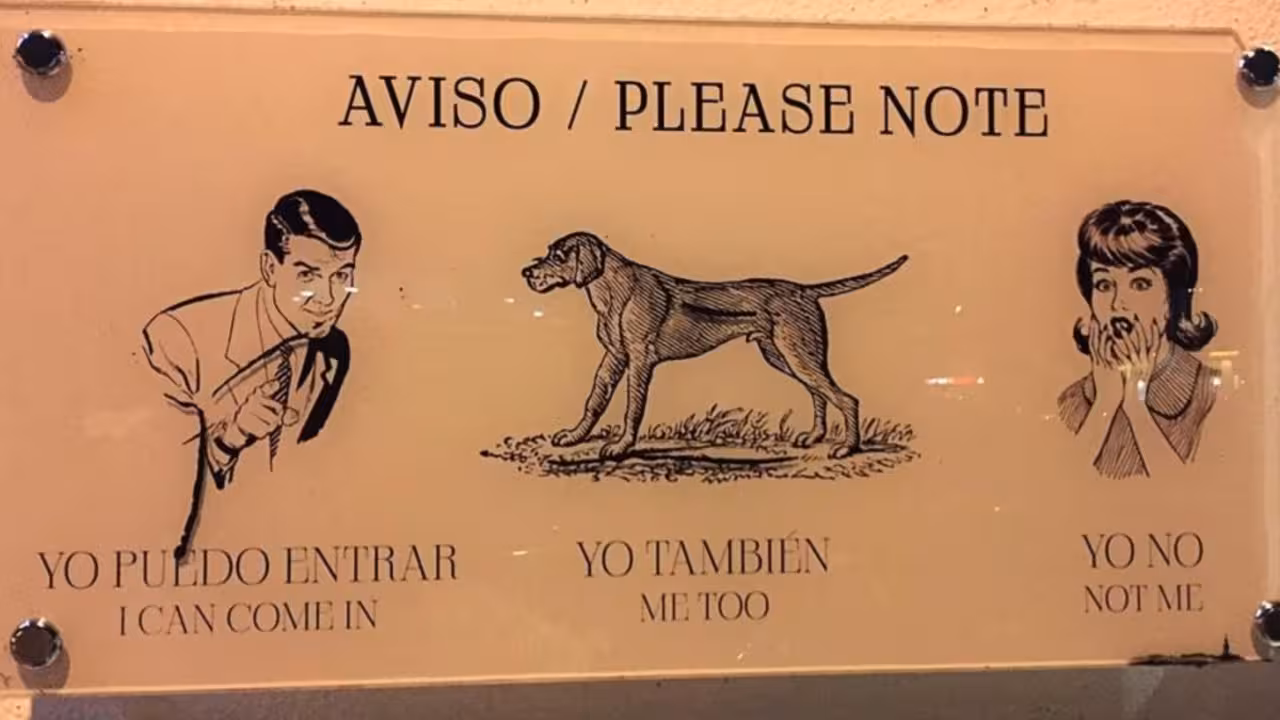 AVISO / PLEASE NOTE
YO PUEDO ENTRAR
I CAN COME IN
YO TAMBIÉN
ME TOO
YO NO
NOT ME